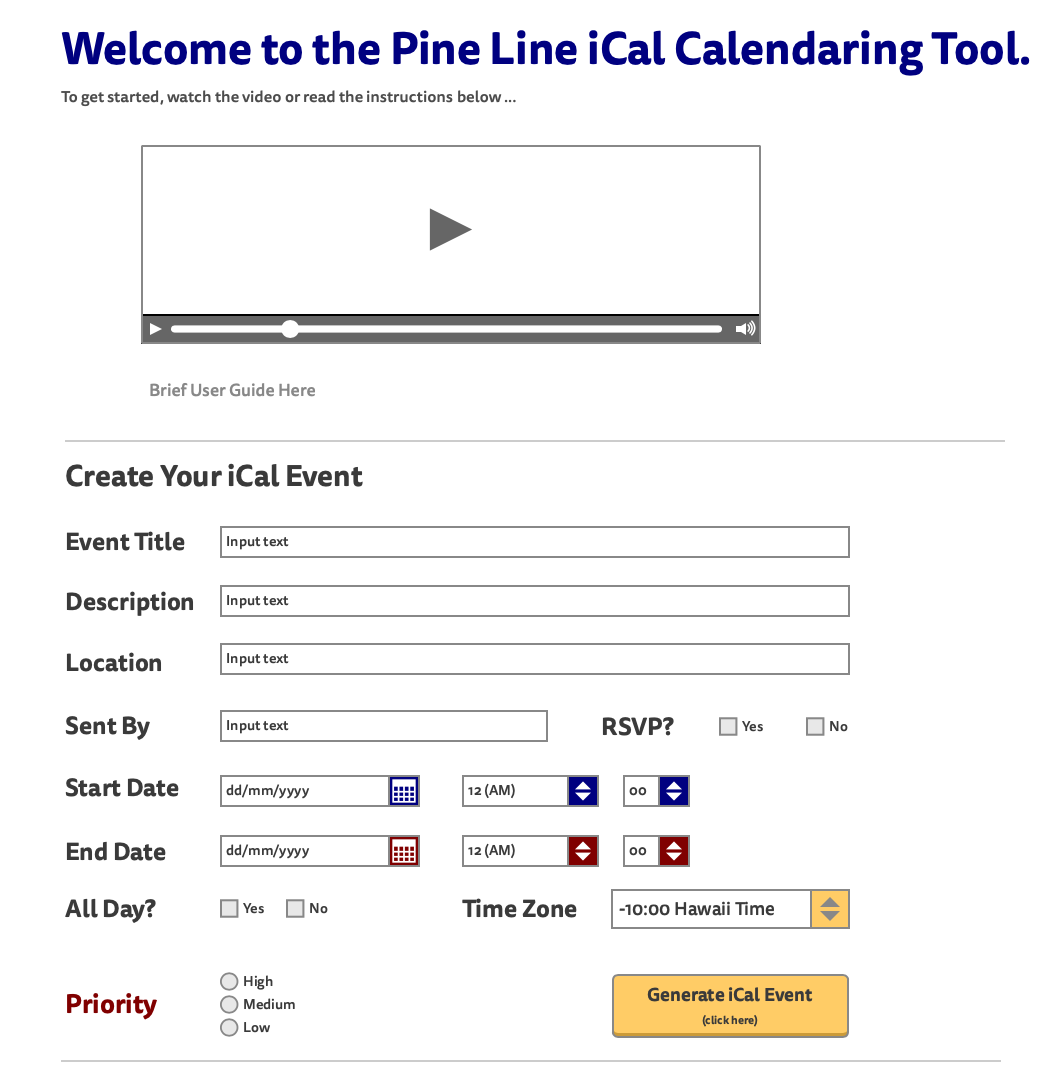 Welcome to the Pine Line iCal Calendaring Tool.
To get started, watch the video or read the instructions below ...
Brief User Guide Here
Create Your iCal Event
Event Title Input text
Description Input text
Location Input text
Sent By Input text RSVP? Yes No
Start Date dd/mm/yyyy 12 (AM) 00
End Date dd/mm/yyyy 12 (AM) 00
All Day? Yes No Time Zone -10:00 Hawaii Time
Priority
High
Medium
Low
Generate iCal Event
(click here)